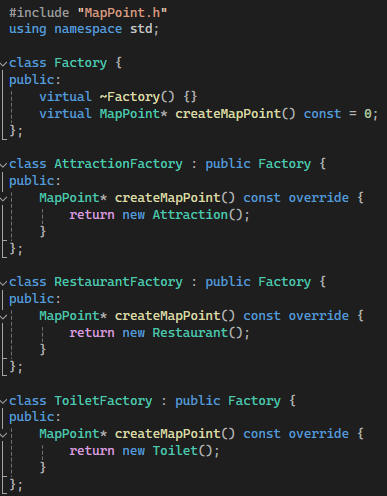 #include "MapPoint.h"
using namespace std;
class Factory {
public:
    virtual ~Factory() {}
    virtual MapPoint* createMapPoint() const = 0;
};
class AttractionFactory : public Factory {
public:
    MapPoint* createMapPoint() const override {
        return new Attraction();
    }
};
class RestaurantFactory : public Factory {
public:
    MapPoint* createMapPoint() const override {
        return new Restaurant();
    }
};
class ToiletFactory : public Factory {
public:
    MapPoint* createMapPoint() const override {
        return new Toilet();
    }
};